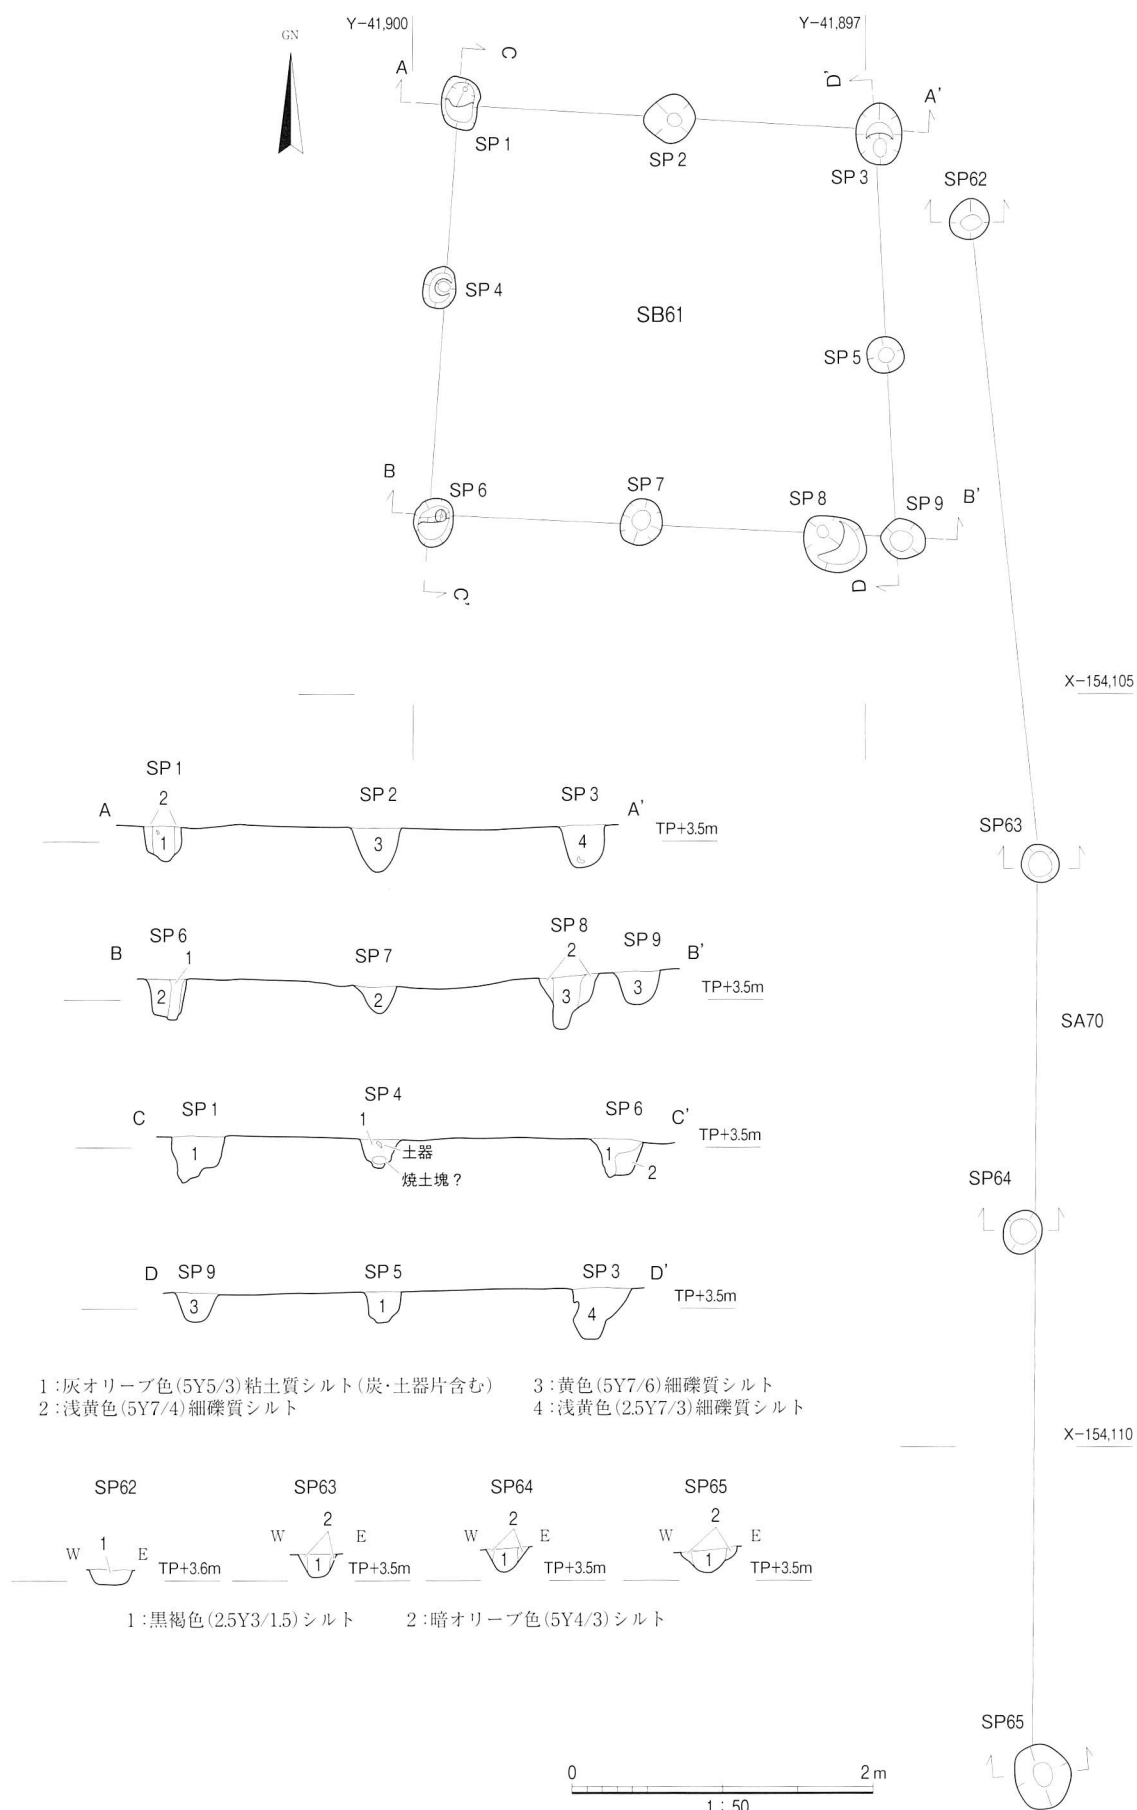 Y−41,900
Y−41,897
GN
A
C
D'
A'
SP 1
SP 2
SP 3
SP62
SP 4
SB61
SP 5
B
SP 6
SP 7
SP 8
SP 9
B'
C'
D
X−154,105
SP 1
2
A
SP 2
SP 3
A'
TP+3.5m
1
3
4
SP63
SP 6
1
B
SP 7
SP 8
2
SP 9
B'
TP+3.5m
2
2
3
3
SA70
C
SP 1
SP 4
1
SP 6
C'
TP+3.5m
1
土器
焼土塊?
1
2
SP64
D
SP 9
SP 5
SP 3
D'
TP+3.5m
3
1
4
1:灰オリーブ色(5Y5/3)粘土質シルト(炭・土器片含む)
3:黄色(5Y7/6)細礫質シルト
2:浅黄色(5Y7/4)細礫質シルト
4:浅黄色(2.5Y7/3)細礫質シルト
X−154,110
SP62
SP63
SP64
SP65
1
W
E
TP+3.6m
2
W
E
1
TP+3.5m
2
W
E
1
TP+3.5m
2
W
E
1
TP+3.5m
1:黒褐色(2.5Y3/1.5)シルト
2:暗オリーブ色(5Y4/3)シルト
SP65
0
2 m
1:50